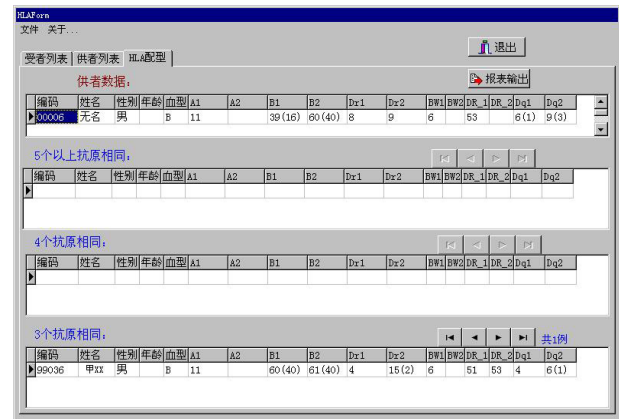 HLAForm
文件 关于...
退出
受者列表 供者列表 HLA配型
供者数据: 报表输出
编码 姓名 性别 年龄 血型 A1 A2 B1 B2 Dr1 Dr2 BW1 BW2 DR_1 DR_2 Dq1 Dq2
00006 无名 男 B 11 39(16) 60(40) 8 9 6 53 6(1) 9(3)
5个以上抗原相同:
编码 姓名 性别 年龄 血型 A1 A2 B1 B2 Dr1 Dr2 BW1 BW2 DR_1 DR_2 Dq1 Dq2
4个抗原相同:
编码 姓名 性别 年龄 血型 A1 A2 B1 B2 Dr1 Dr2 BW1 BW2 DR_1 DR_2 Dq1 Dq2
3个抗原相同: 共1例
编码 姓名 性别 年龄 血型 A1 A2 B1 B2 Dr1 Dr2 BW1 BW2 DR_1 DR_2 Dq1 Dq2
99036 甲XX 男 B 11 60(40) 61(40) 4 15(2) 6 51 53 4 6(1)